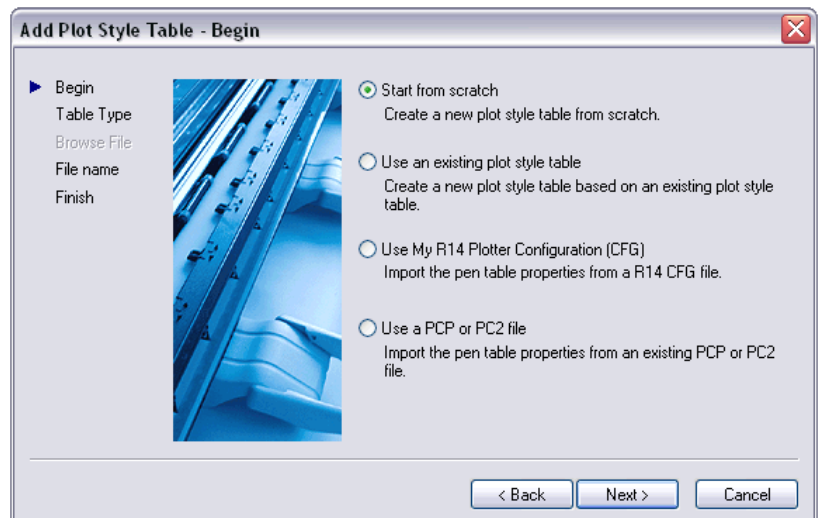 Add Plot Style Table - Begin
Begin
Table Type
Browse File
File name
Finish
Start from scratch
Create a new plot style table from scratch.
Use an existing plot style table
Create a new plot style table based on an existing plot style
table.
Use My R14 Plotter Configuration (CFG)
Import the pen table properties from a R14 CFG file.
Use a PCP or PC2 file
Import the pen table properties from an existing PCP or PC2
file.
< Back
Next >
Cancel